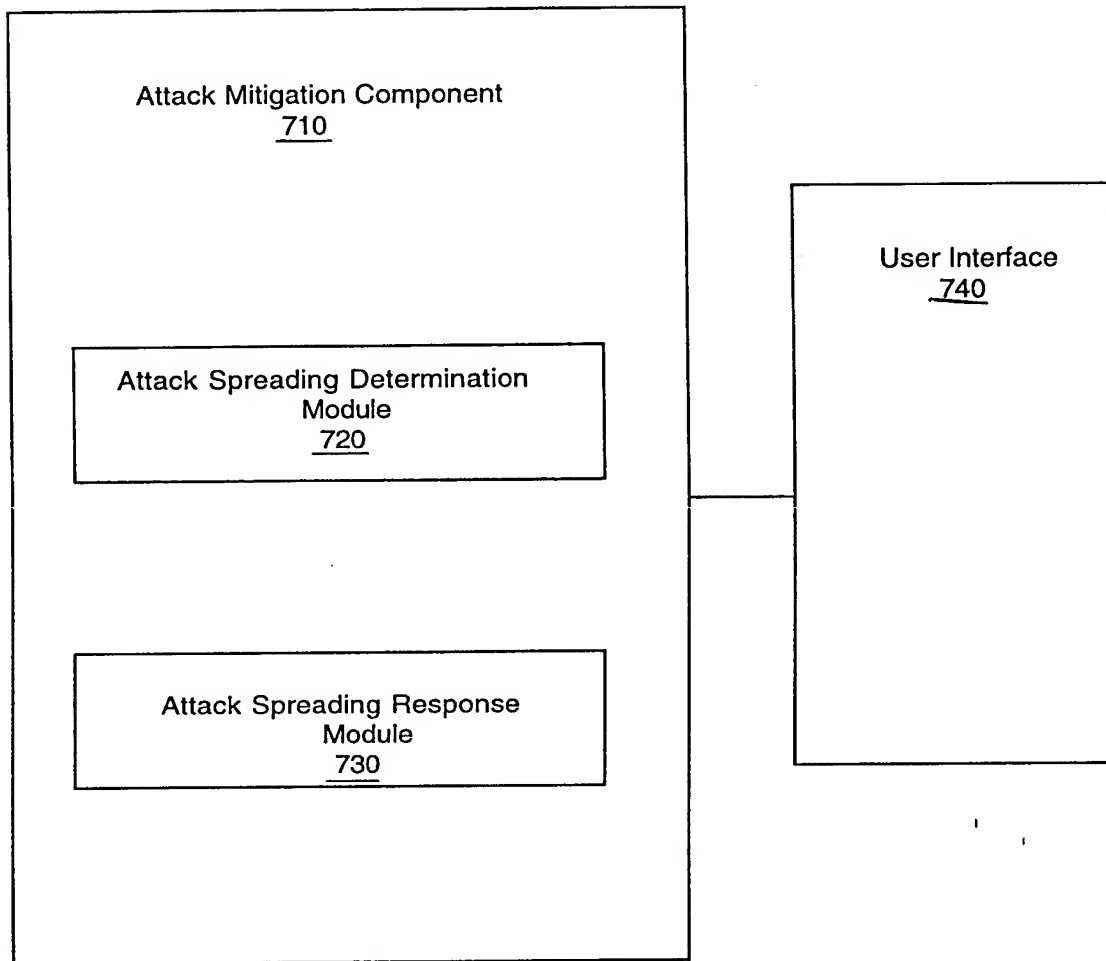 Attack Mitigation Component
710
User Interface
740
Attack Spreading Determination
Module
720
Attack Spreading Response
Module
730